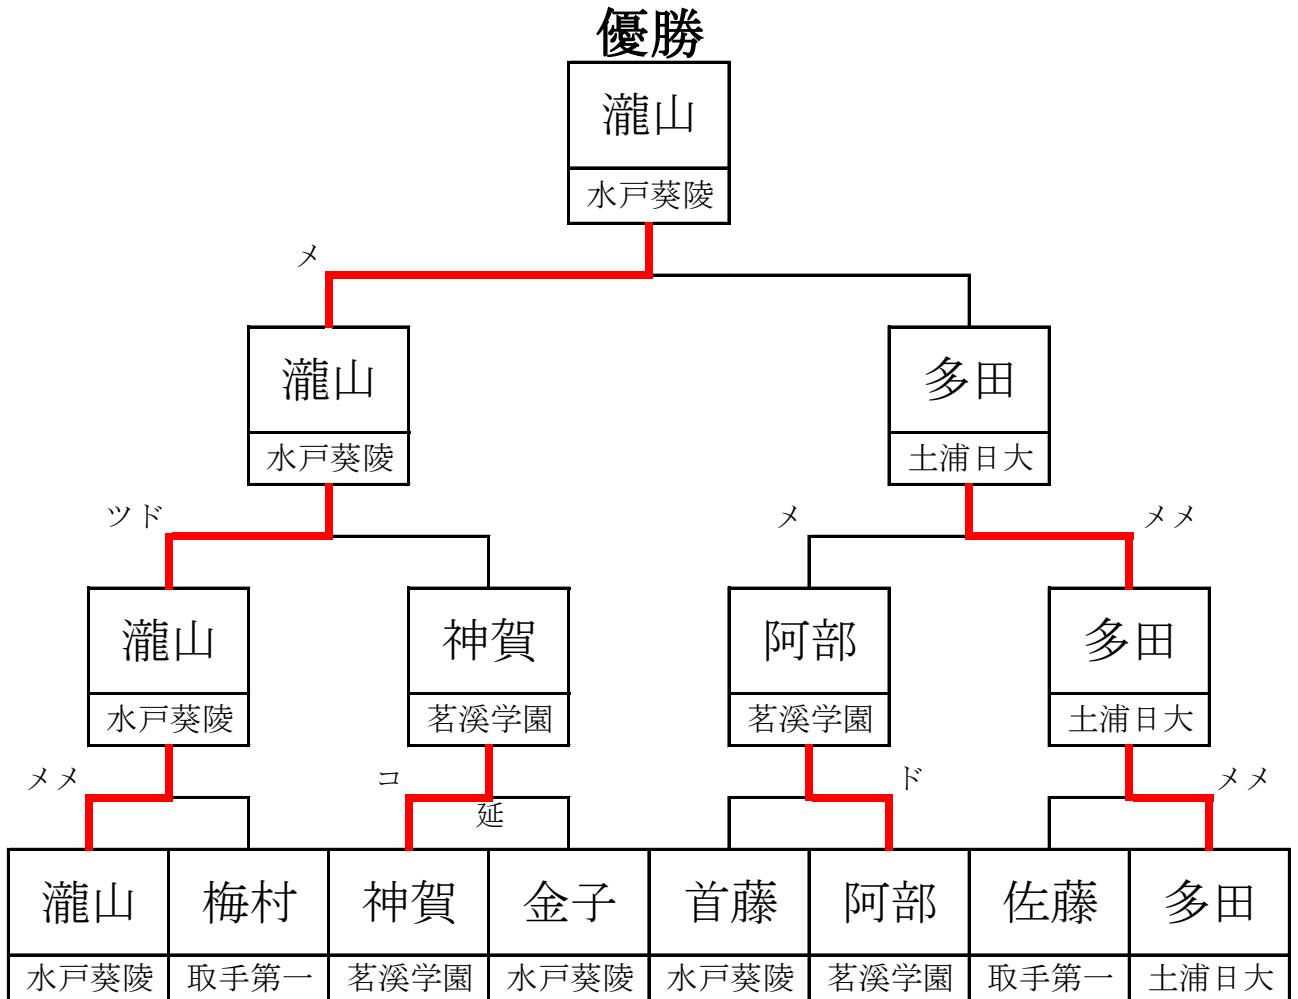 優勝
瀧山
水戸葵陵
メ
瀧山 多田
水戸葵陵 土浦日大
ツド メ メメ
瀧山 神賀 阿部 多田
水戸葵陵 茗溪学園 茗溪学園 土浦日大
メメ コ ド メメ
延
瀧山 梅村 神賀 金子 首藤 阿部 佐藤 多田
水戸葵陵 取手第一 茗溪学園 水戸葵陵 水戸葵陵 茗溪学園 取手第一 土浦日大